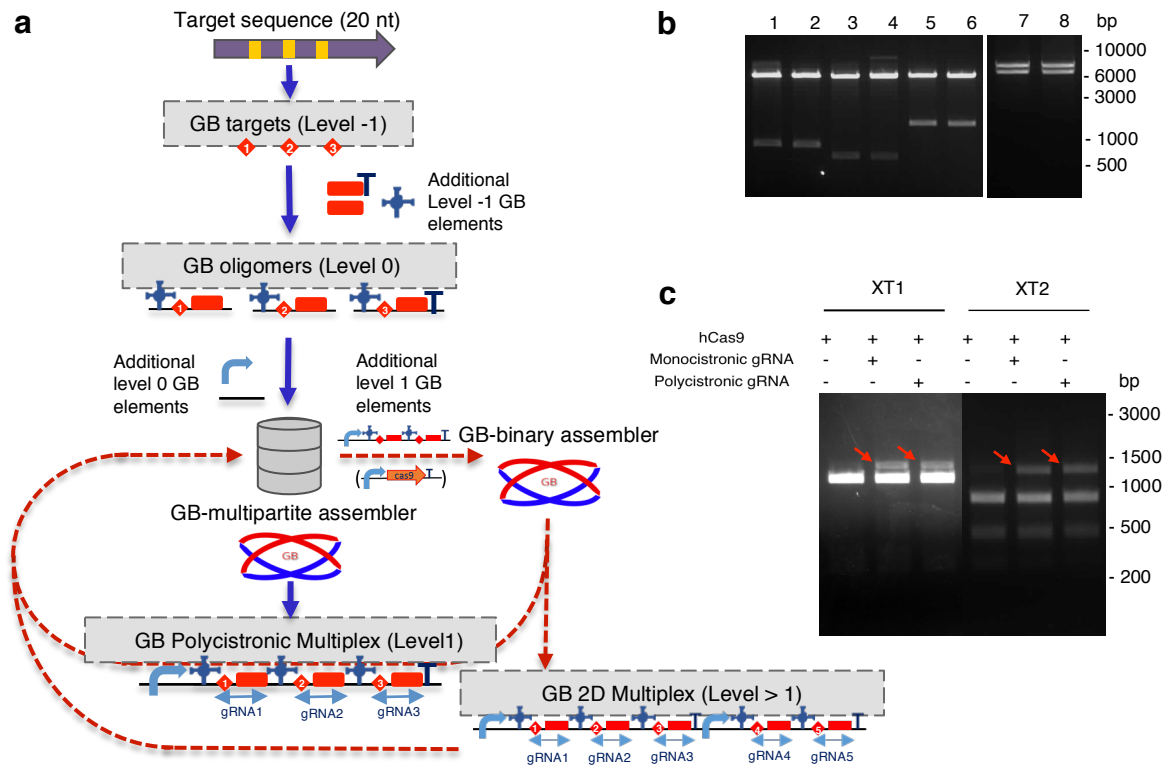 a
Target sequence (20 nt)
GB targets (Level -1)
1 2 3
Additional
Level -1 GB
elements
GB oligomers (Level 0)
1 2 3
Additional
level 0 GB
elements
Additional
level 1 GB
elements
( cas9 )
GB-binary assembler
GB
GB-multipartite assembler
GB
GB Polycistronic Multiplex (Level1)
1 2 3
gRNA1 gRNA2 gRNA3
GB 2D Multiplex (Level > 1)
1 2 3 4 5
gRNA1 gRNA2 gRNA3 gRNA4 gRNA5
b
1 2 3 4 5 6 7 8 bp
- 10000
- 6000
- 3000
- 1000
- 500
c
XT1 XT2
hCas9 + + + + + +
Monocistronic gRNA - + - - + -
Polycistronic gRNA - - + - - +
bp
- 3000
- 1500
- 1000
- 500
- 200